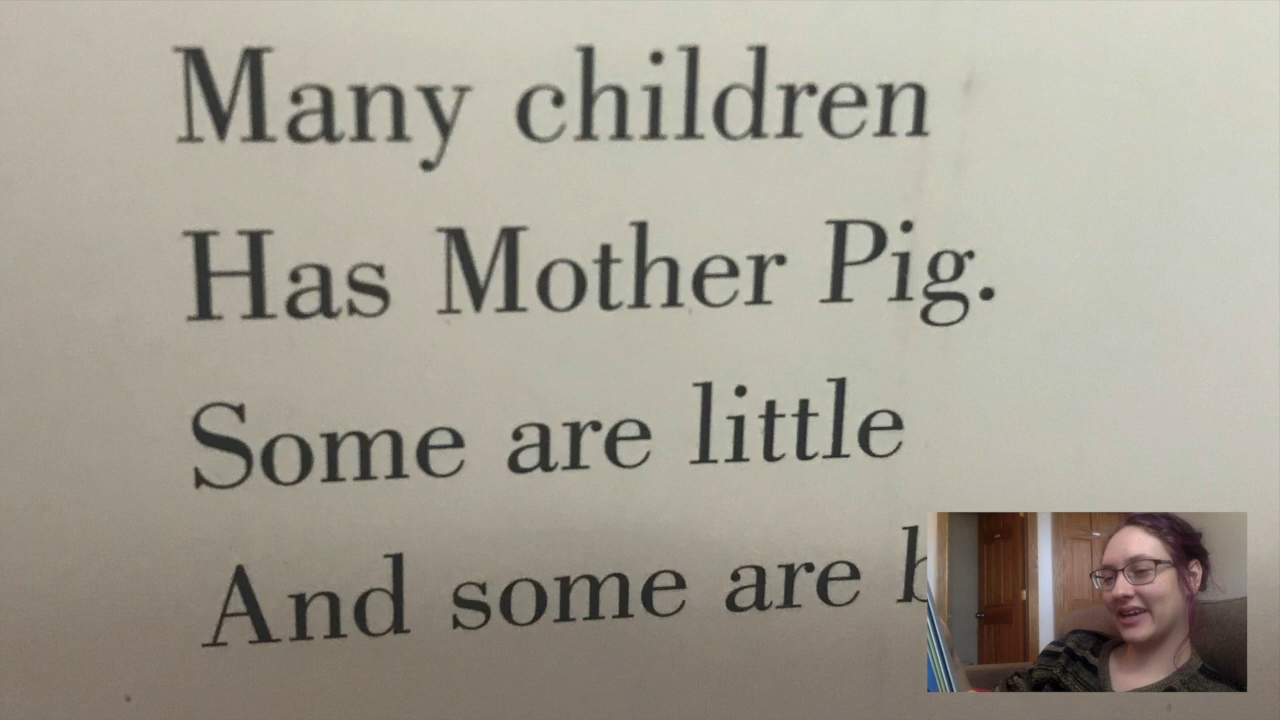 Many children
Has Mother Pig.
Some are little
And some are